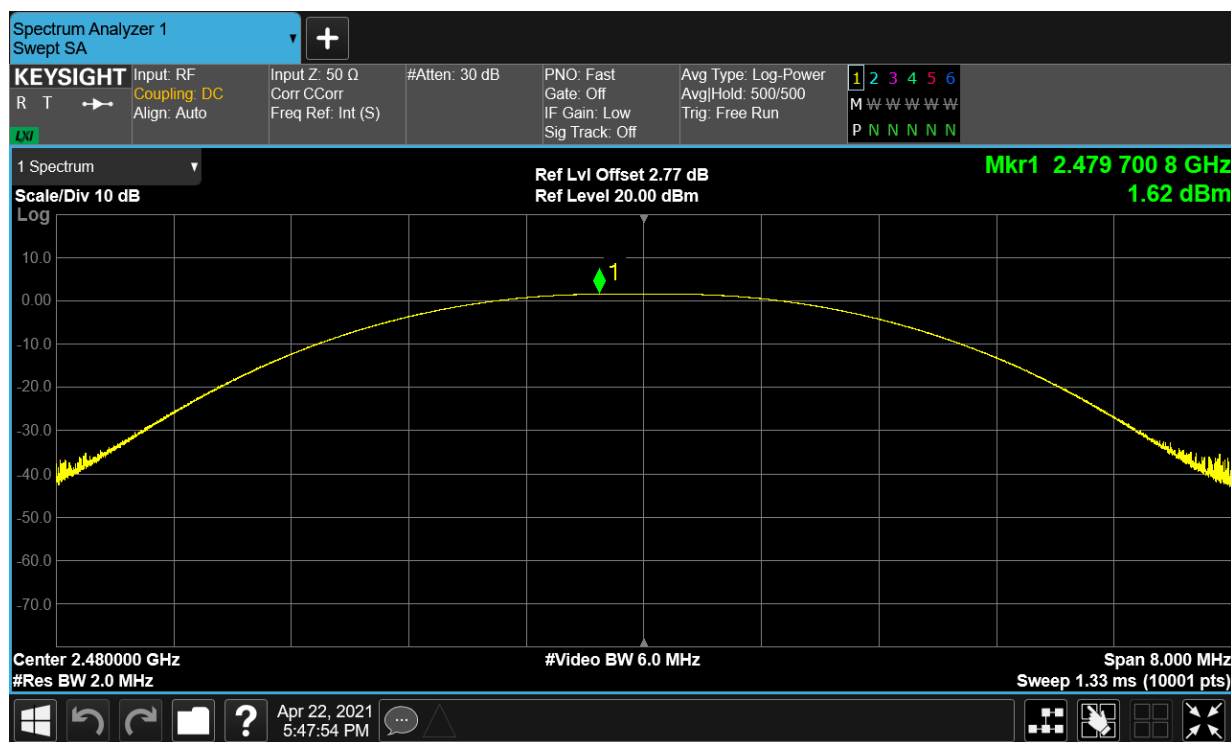 Spectrum Analyzer 1
Swept SA
KEYSIGHT
R T
LXI
Input: RF
Coupling: DC
Align: Auto
Input Z: 50 Ω
Corr CCorr
Freq Ref: Int (S)
#Atten: 30 dB
PNO: Fast
Gate: Off
IF Gain: Low
Sig Track: Off
Avg Type: Log-Power
Avg|Hold: 500/500
Trig: Free Run
1 2 3 4 5 6
M W W W W W
P N N N N N
1 Spectrum
Scale/Div 10 dB
Ref Lvl Offset 2.77 dB
Ref Level 20.00 dBm
Mkr1 2.479 700 8 GHz
1.62 dBm
Log
10.0
0.00
-10.0
-20.0
-30.0
-40.0
-50.0
-60.0
-70.0
1
Center 2.480000 GHz
#Res BW 2.0 MHz
#Video BW 6.0 MHz
Span 8.000 MHz
Sweep 1.33 ms (10001 pts)
?
Apr 22, 2021
5:47:54 PM